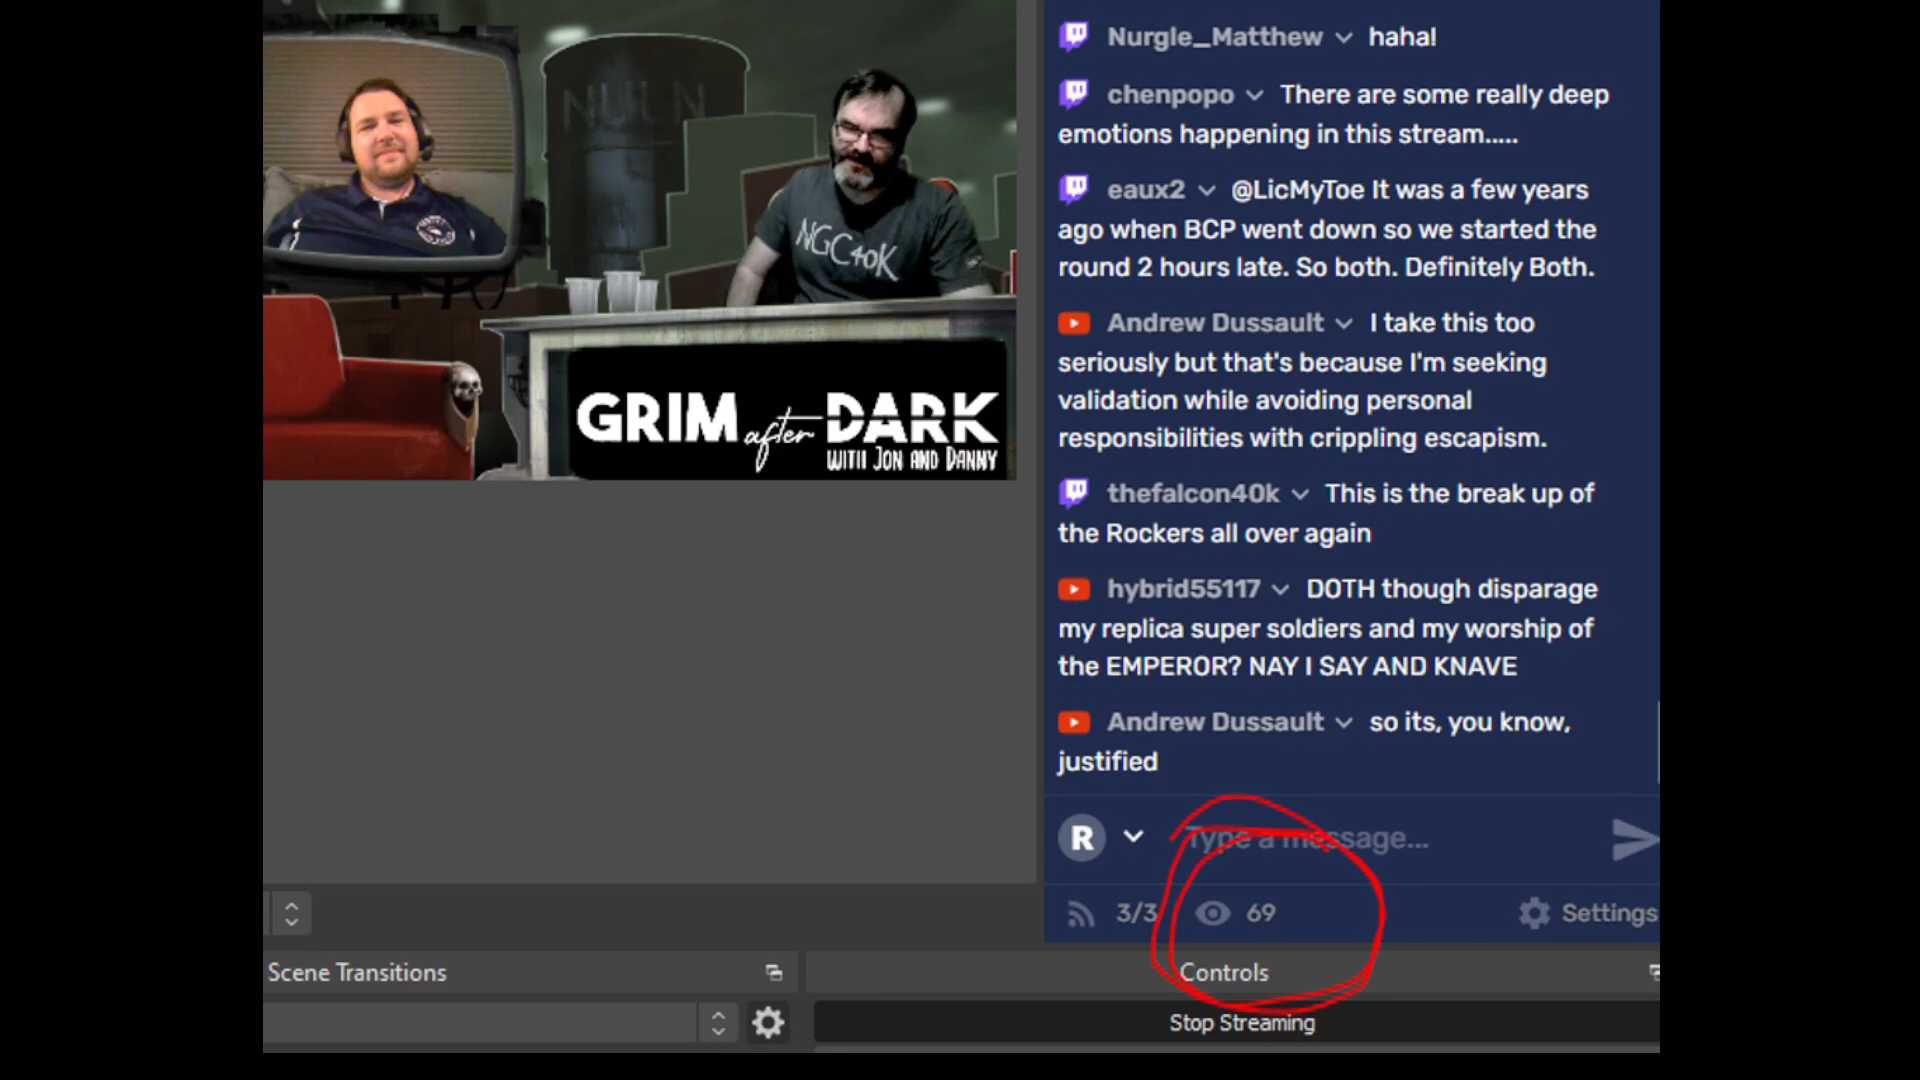 NULN
NGC40K
GRIM after DARK
WITH JON AND DANNY
Nurgle_Matthew haha!
chenpopo There are some really deep
emotions happening in this stream.....
eaux2 @LicMyToe It was a few years
ago when BCP went down so we started the
round 2 hours late. So both. Definitely Both.
Andrew Dussault I take this too
seriously but that's because I'm seeking
validation while avoiding personal
responsibilities with crippling escapism.
thefalcon40k This is the break up of
the Rockers all over again
hybrid55117 DOTH though disparage
my replica super soldiers and my worship of
the EMPEROR? NAY I SAY AND KNAVE
Andrew Dussault so its, you know,
justified
R Type a message...
3/3 69 Settings
Scene Transitions
Controls
Stop Streaming